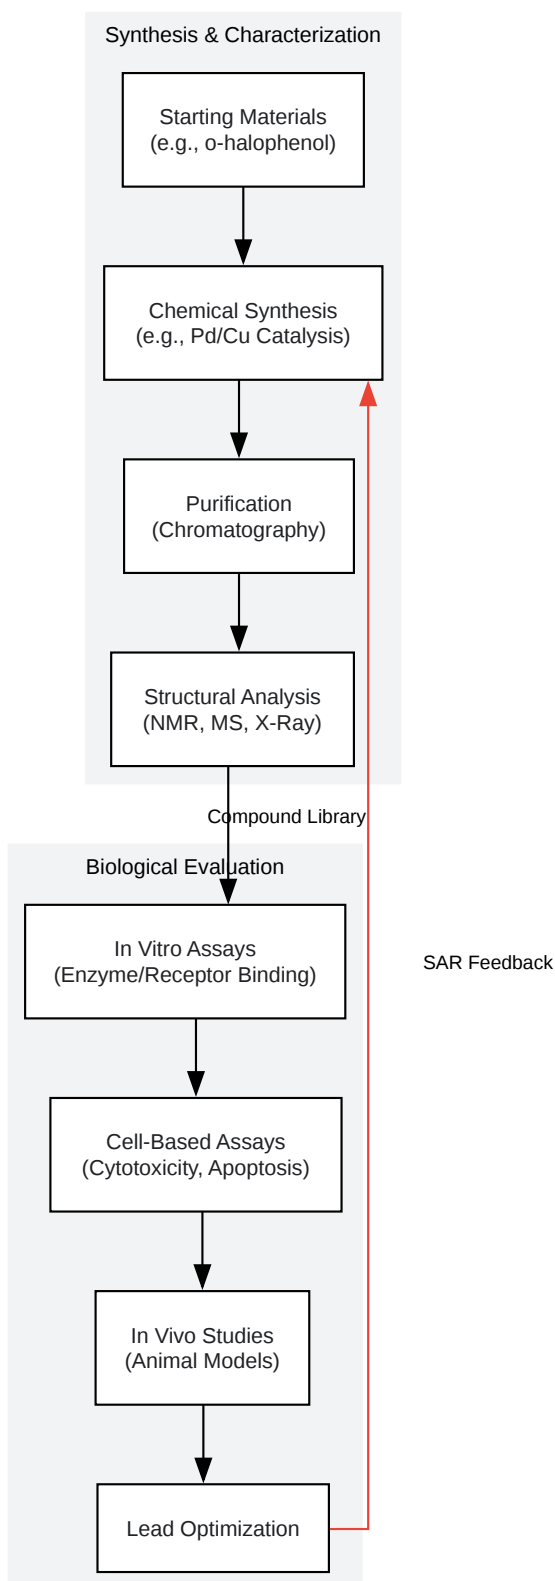 Synthesis & Characterization
Starting Materials
(e.g., o-halophenol)
Chemical Synthesis
(e.g., Pd/Cu Catalysis)
Purification
(Chromatography)
Structural Analysis
(NMR, MS, X-Ray)
Compound Library
Biological Evaluation
In Vitro Assays
(Enzyme/Receptor Binding)
SAR Feedback
Cell-Based Assays
(Cytotoxicity, Apoptosis)
In Vivo Studies
(Animal Models)
Lead Optimization